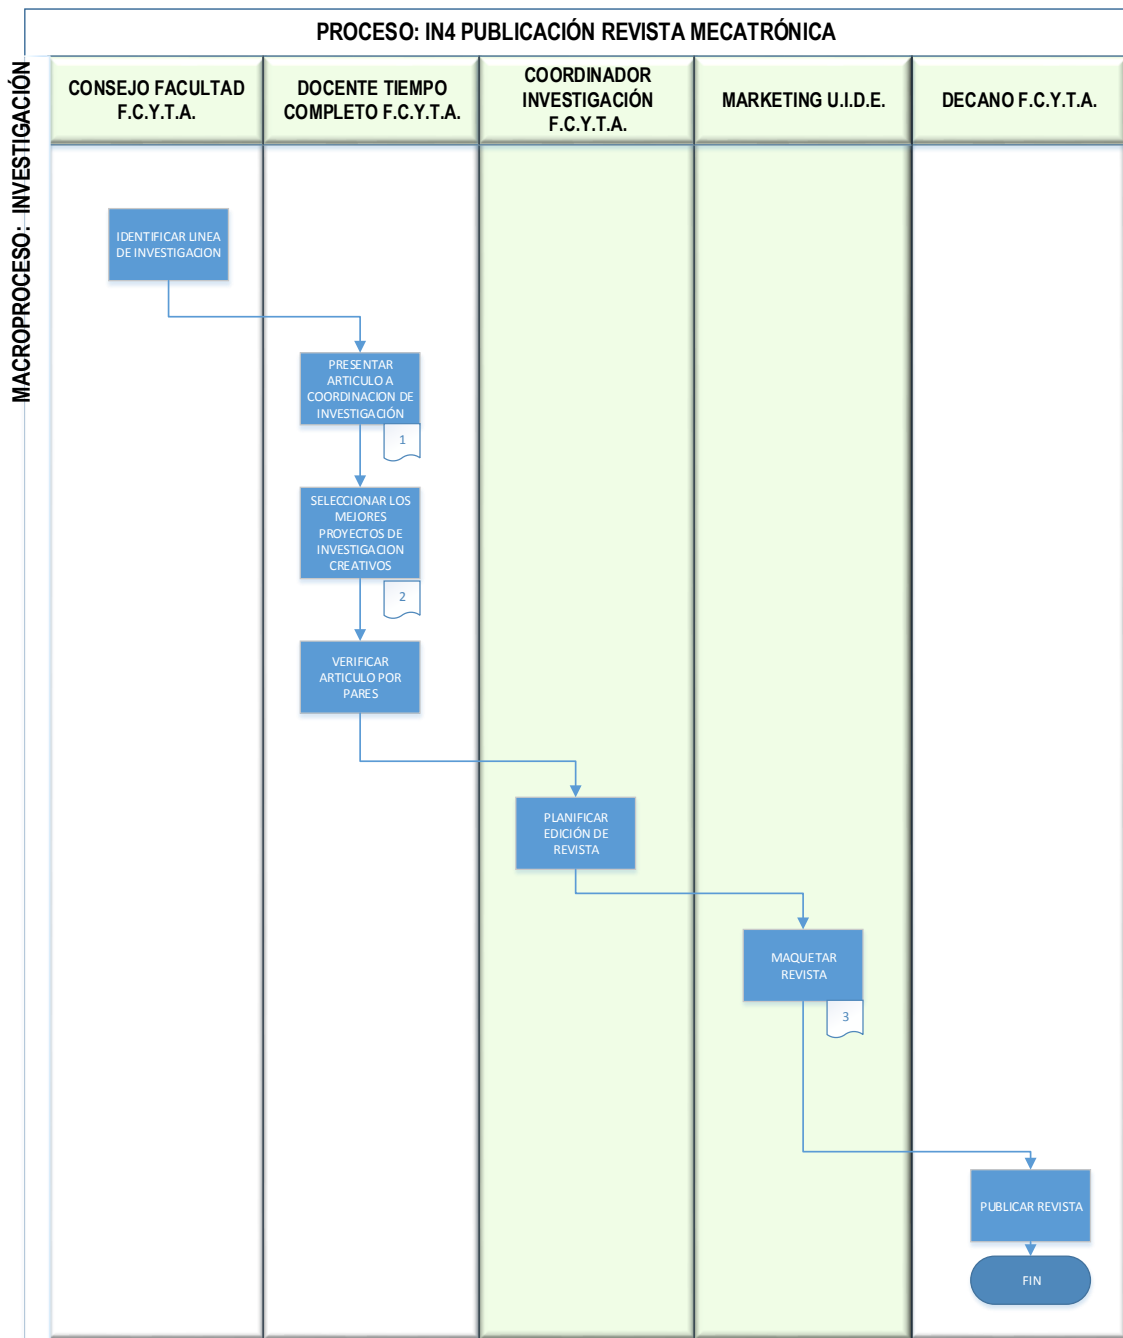 PROCESO: IN4 PUBLICACIÓN REVISTA MECATRÓNICA
MACROPROCESO: INVESTIGACIÓN
CONSEJO FACULTAD
F.C.Y.T.A.
DOCENTE TIEMPO
COMPLETO F.C.Y.T.A.
COORDINADOR
INVESTIGACIÓN
F.C.Y.T.A.
MARKETING U.I.D.E.
DECANO F.C.Y.T.A.
IDENTIFICAR LINEA
DE INVESTIGACION
PRESENTAR
ARTICULO A
COORDINACION DE
INVESTIGACIÓN
1
SELECCIONAR LOS
MEJORES
PROYECTOS DE
INVESTIGACION
CREATIVOS
2
VERIFICAR
ARTICULO POR
PARES
PLANIFICAR
EDICIÓN DE
REVISTA
MAQUETAR
REVISTA
3
PUBLICAR REVISTA
FIN